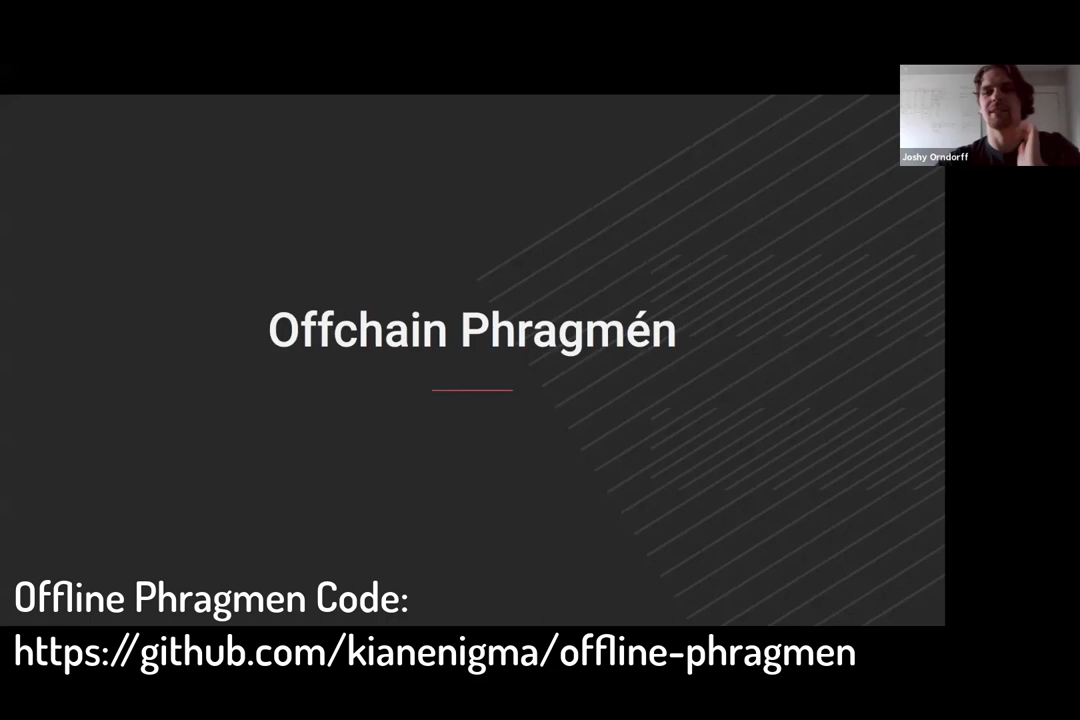 Joshy Orndorff
Offchain Phragmén
Offline Phragmen Code:
https://github.com/kianenigma/offline-phragmen